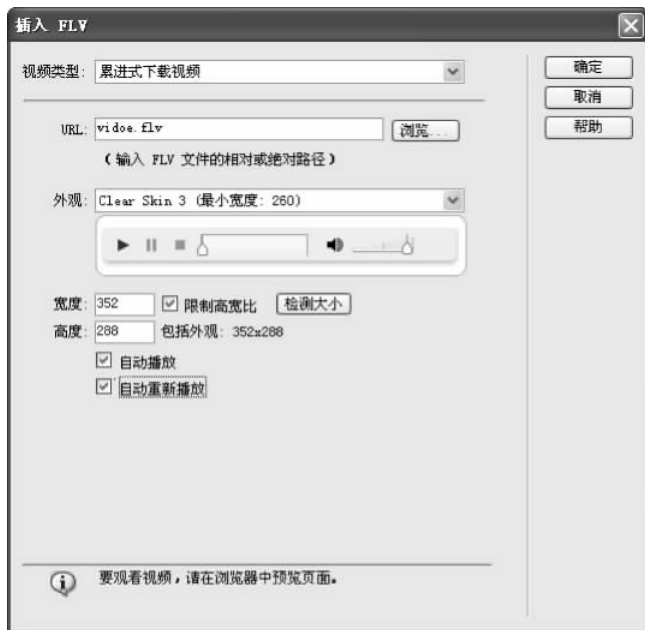 插入 FLV
视频类型: 累进式下载视频
确定
取消
帮助
URL: vidoe.flv 浏览...
(输入 FLV 文件的相对或绝对路径)
外观: Clear Skin 3 (最小宽度: 260)
宽度: 352 限制高宽比 检测大小
高度: 288 包括外观: 352x288
自动播放
自动重新播放
要观看视频,请在浏览器中预览页面。